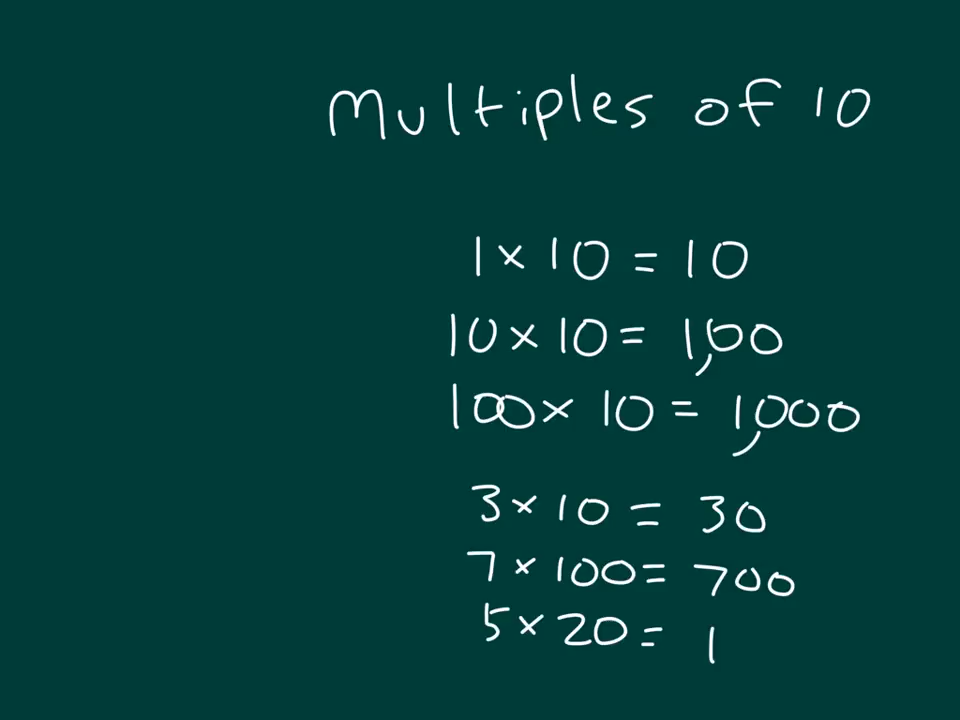 Multiples of 10
1 × 10 = 10
10 × 10 = 1,00
100 × 10 = 1,000
3 × 10 = 30
7 × 100 = 700
5 × 20 = 1